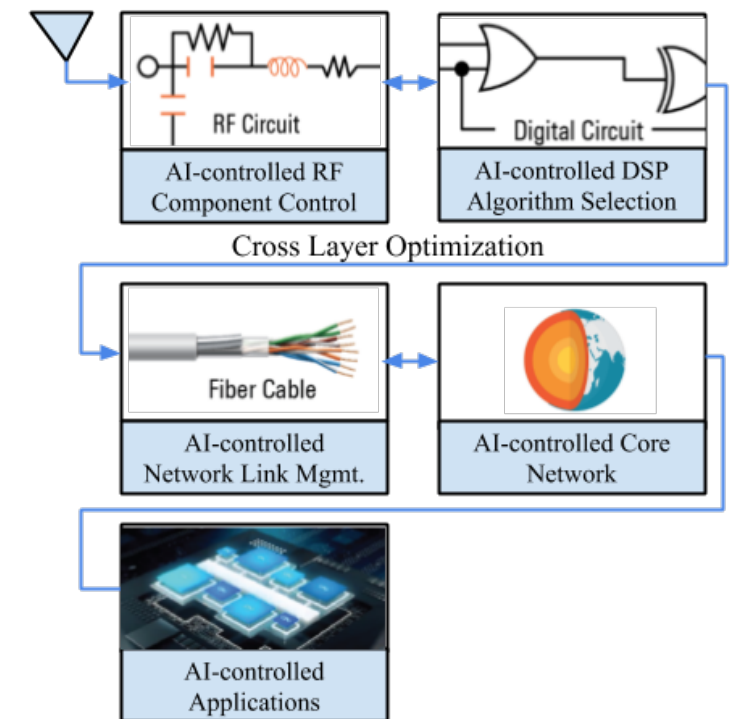 RF Circuit
Digital Circuit
AI-controlled RF
Component Control
AI-controlled DSP
Algorithm Selection
Cross Layer Optimization
Fiber Cable
AI-controlled
Network Link Mgmt.
AI-controlled Core
Network
AI-controlled
Applications